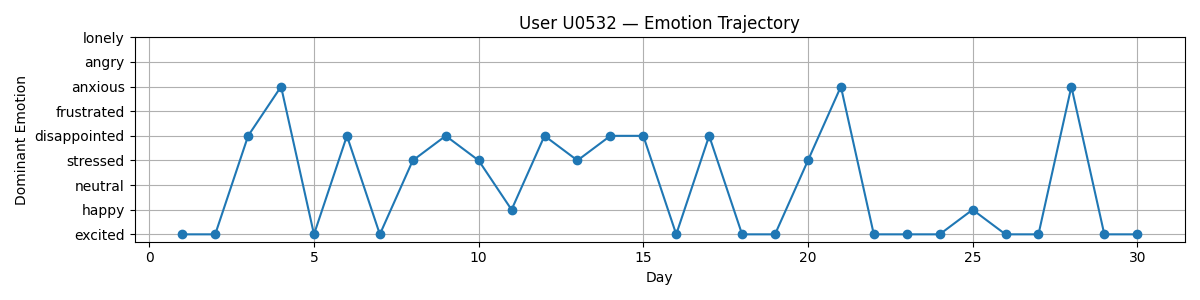 User U0532 — Emotion Trajectory
Dominant Emotion
lonely
angry
anxious
frustrated
disappointed
stressed
neutral
happy
excited
0 5 10 15 20 25 30
Day